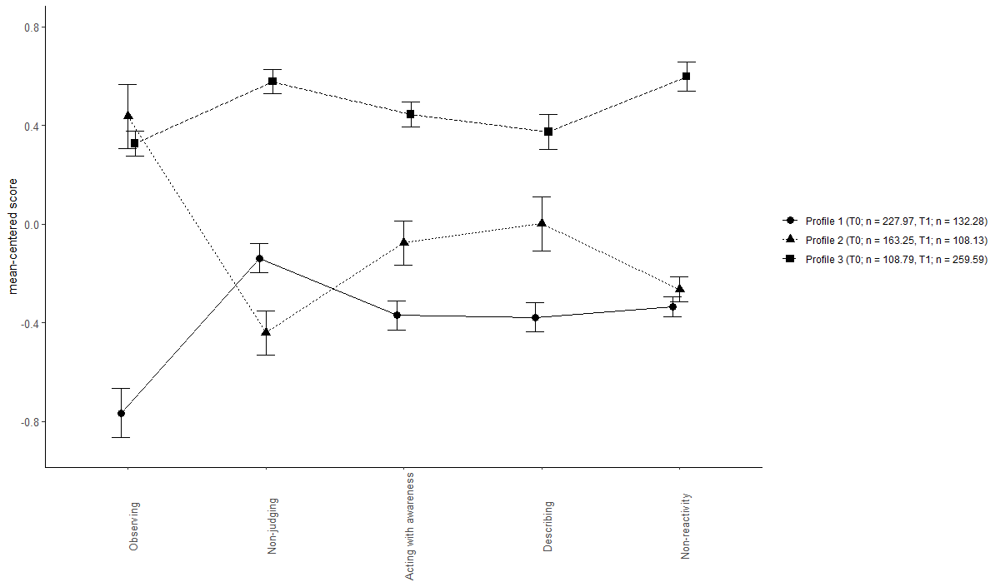 0.8
0.4
0.0
-0.4
-0.8
mean-centered score
Observing
Non-judging
Acting with awareness
Describing
Non-reactivity
Profile 1 (T0; n = 227.97, T1; n = 132.28)
Profile 2 (T0; n = 163.25, T1; n = 108.13)
Profile 3 (T0; n = 108.79, T1; n = 259.59)